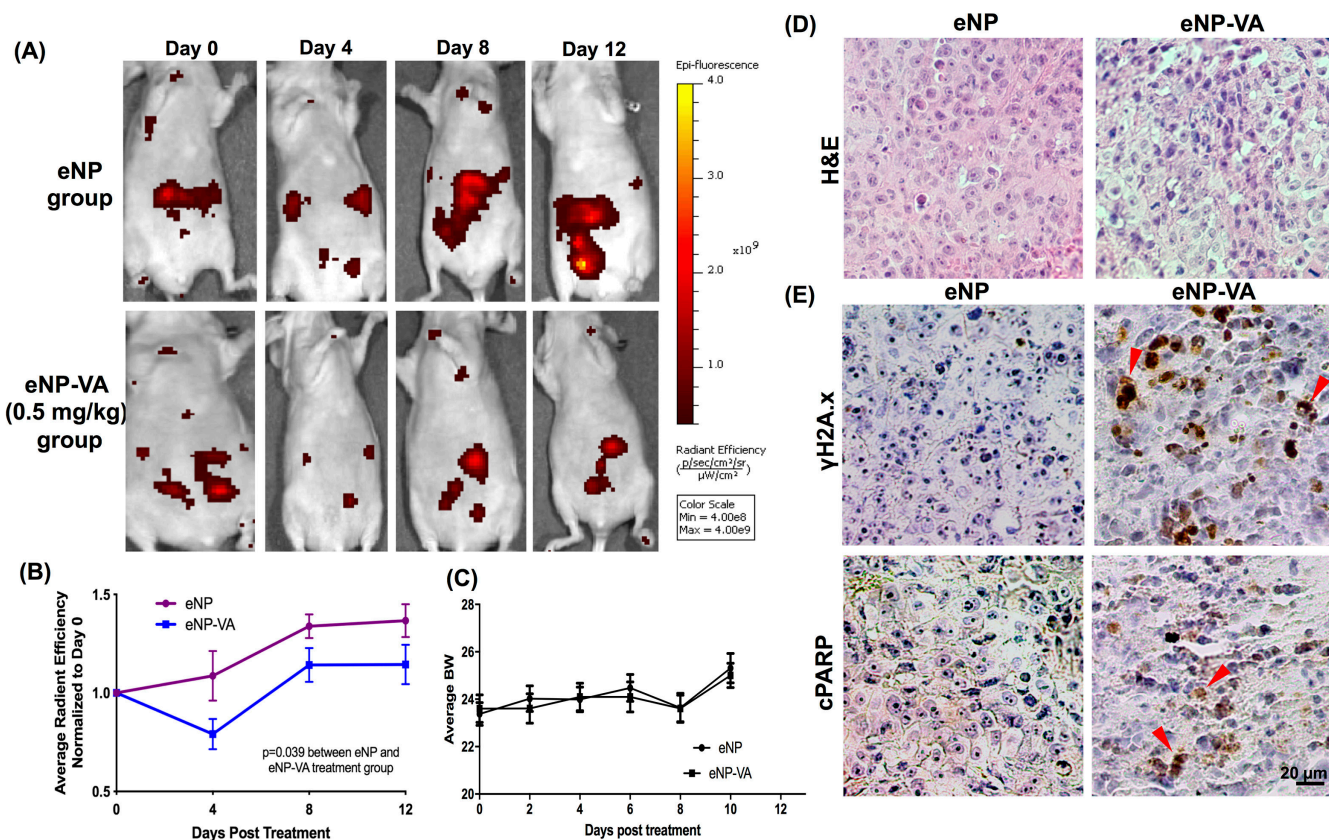 (A)
Day 0
Day 4
Day 8
Day 12
eNP
group
eNP-VA
(0.5 mg/kg)
group
Epi-fluorescence
4.0
3.0
x10⁹
2.0
1.0
Radiant Efficiency
(p/sec/cm²/sr
µW/cm²)
Color Scale
Min = 4.00e8
Max = 4.00e9
(B)
Average Radient Efficiency
Normalized to Day 0
1.5
1.0
0.5
eNP
eNP-VA
p=0.039 between eNP and
eNP-VA treatment group
0
4
8
12
Days Post Treatment
(C)
Average BW
28
26
24
22
20
eNP
eNP-VA
0
2
4
6
8
10
12
Days post treatment
(D)
eNP
eNP-VA
H&E
(E)
eNP
eNP-VA
γH2A.x
cPARP
20 µm